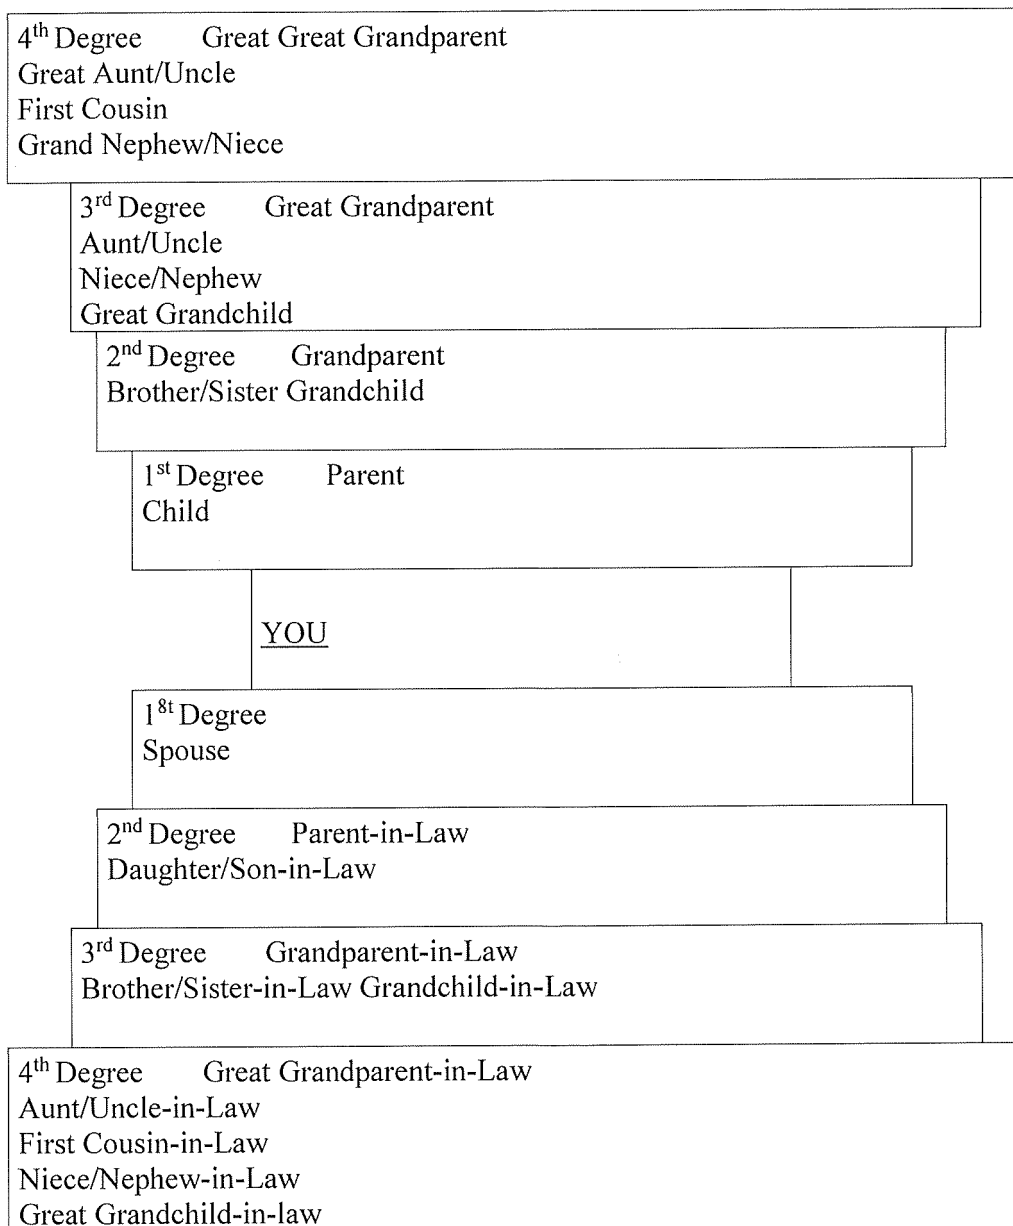 4th Degree Great Great Grandparent
Great Aunt/Uncle
First Cousin
Grand Nephew/Niece
3rd Degree Great Grandparent
Aunt/Uncle
Niece/Nephew
Great Grandchild
2nd Degree Grandparent
Brother/Sister Grandchild
1st Degree Parent
Child
YOU
18t Degree
Spouse
2nd Degree Parent-in-Law
Daughter/Son-in-Law
3rd Degree Grandparent-in-Law
Brother/Sister-in-Law Grandchild-in-Law
4th Degree Great Grandparent-in-Law
Aunt/Uncle-in-Law
First Cousin-in-Law
Niece/Nephew-in-Law
Great Grandchild-in-law